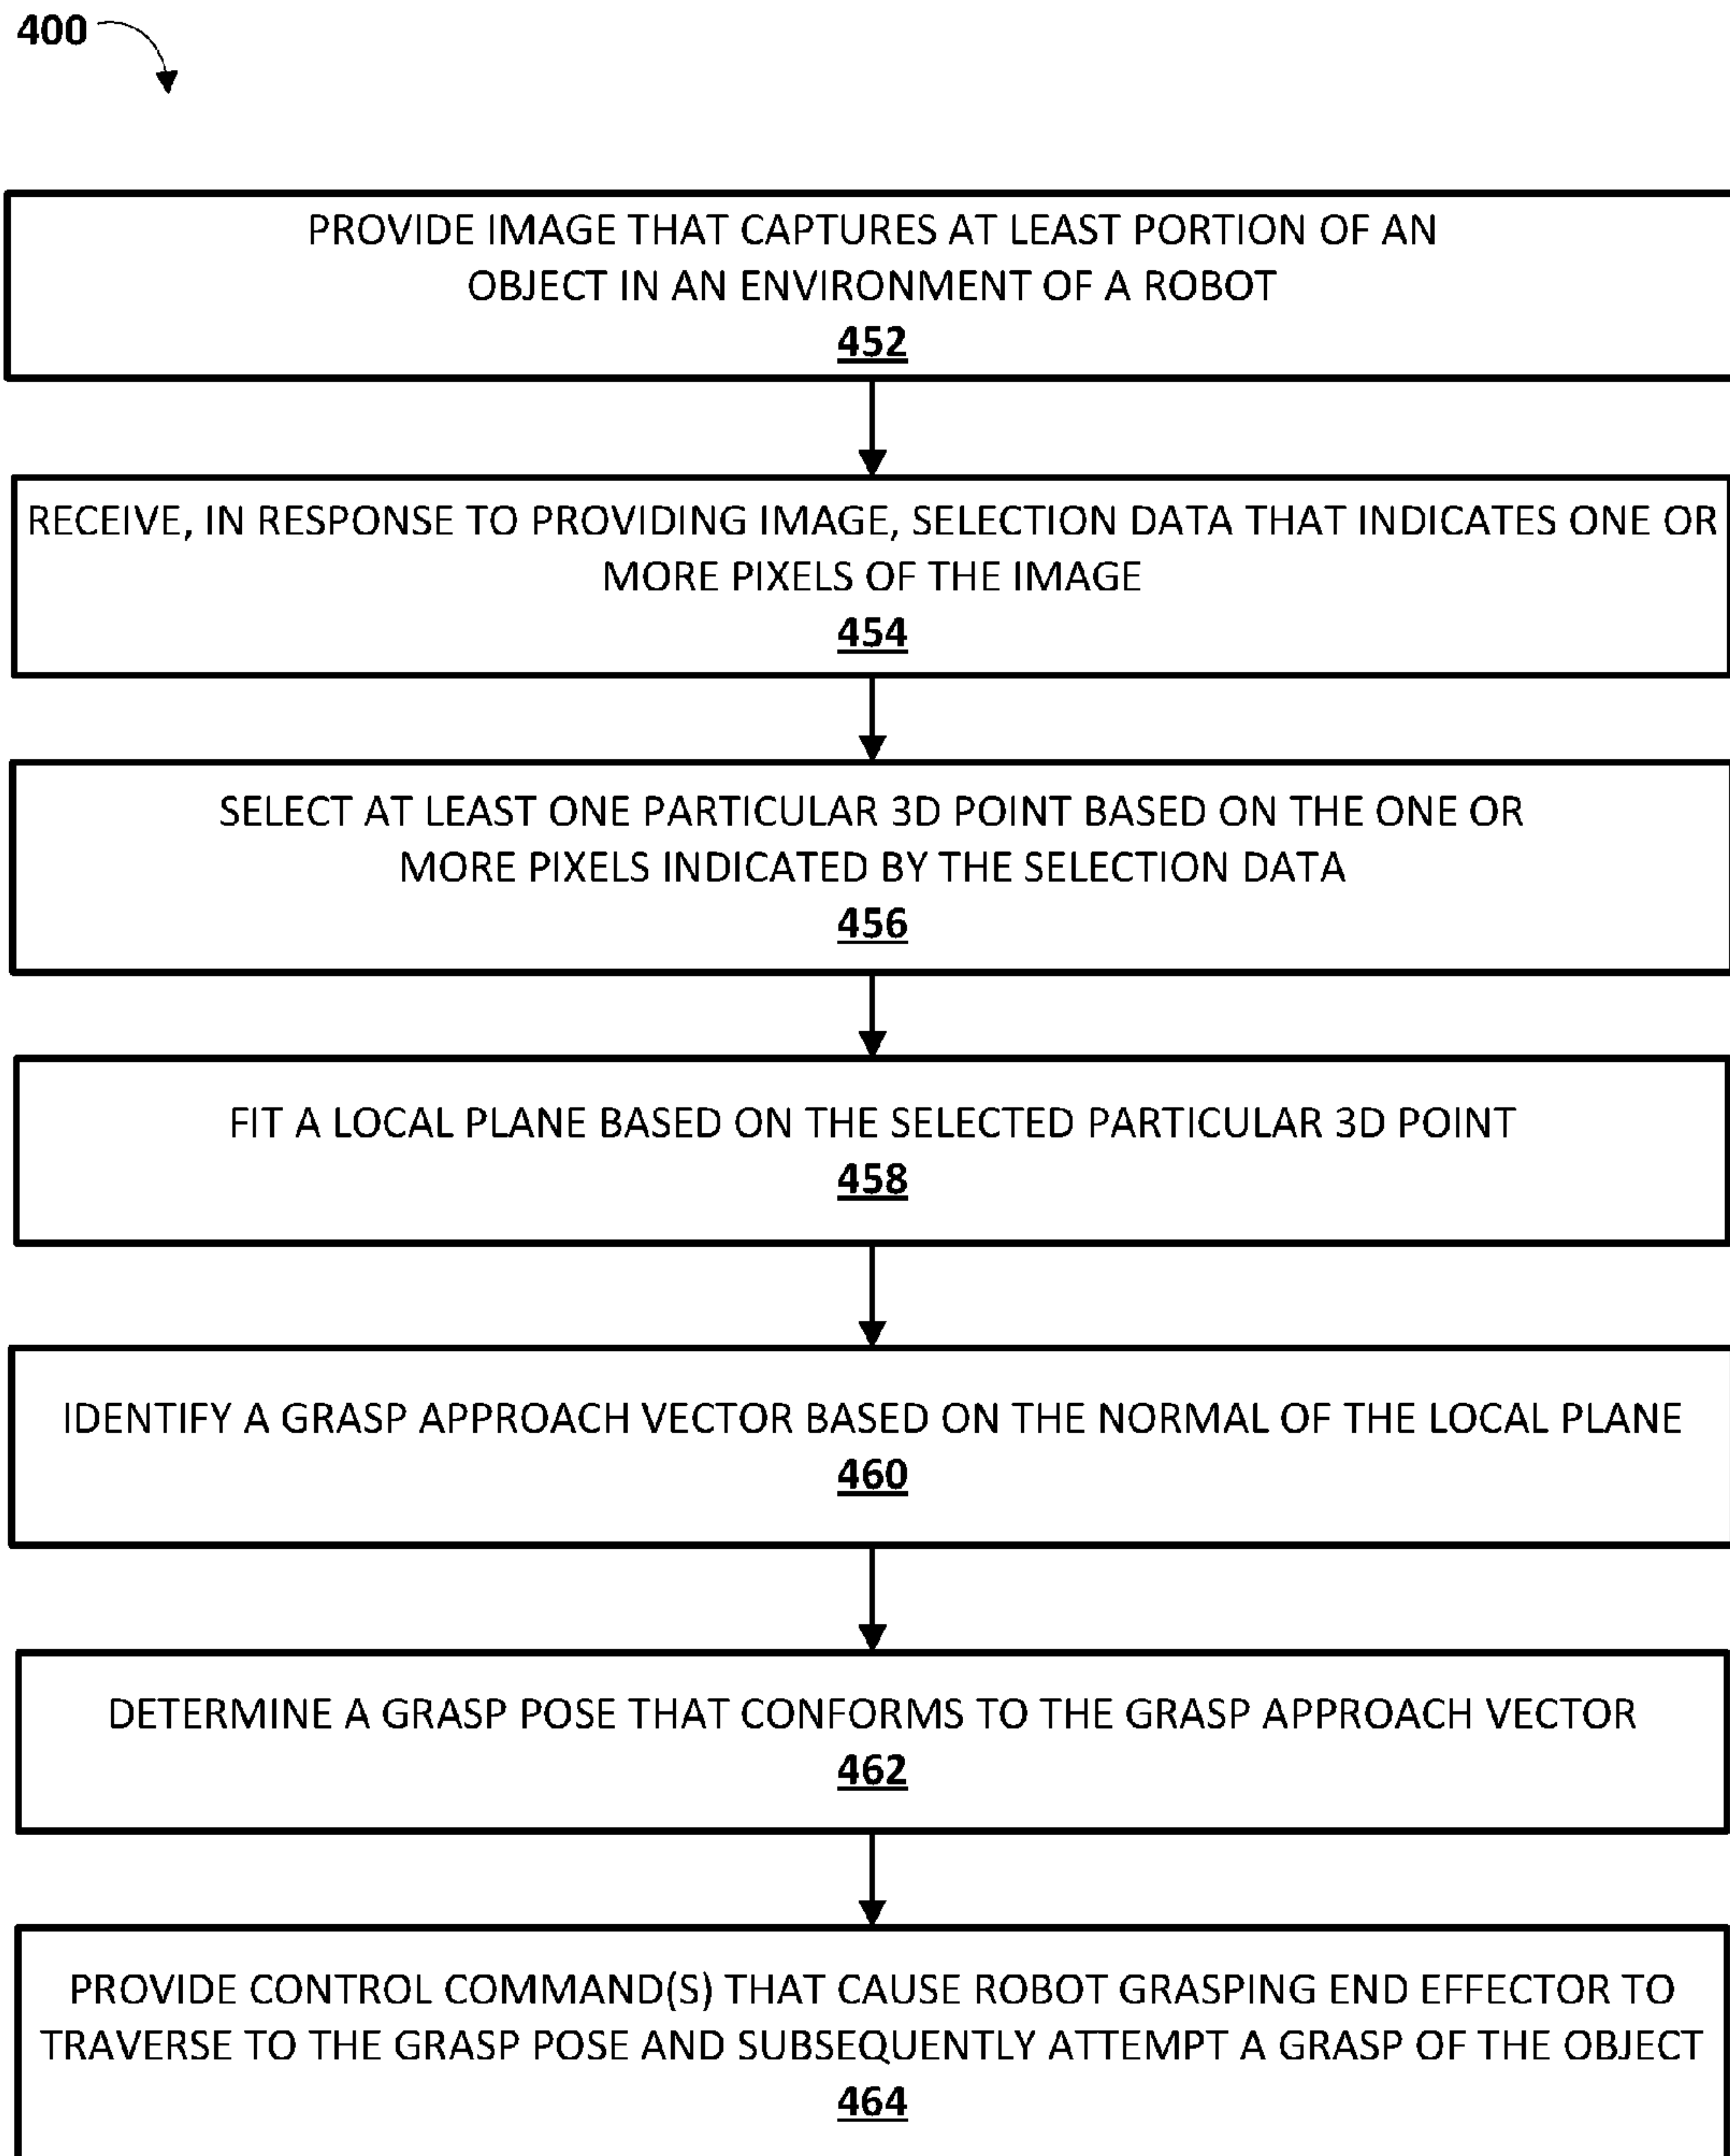 400
PROVIDE IMAGE THAT CAPTURES AT LEAST PORTION OF AN
OBJECT IN AN ENVIRONMENT OF A ROBOT
452
RECEIVE, IN RESPONSE TO PROVIDING IMAGE, SELECTION DATA THAT INDICATES ONE OR
MORE PIXELS OF THE IMAGE
454
SELECT AT LEAST ONE PARTICULAR 3D POINT BASED ON THE ONE OR
MORE PIXELS INDICATED BY THE SELECTION DATA
456
FIT A LOCAL PLANE BASED ON THE SELECTED PARTICULAR 3D POINT
458
IDENTIFY A GRASP APPROACH VECTOR BASED ON THE NORMAL OF THE LOCAL PLANE
460
DETERMINE A GRASP POSE THAT CONFORMS TO THE GRASP APPROACH VECTOR
462
PROVIDE CONTROL COMMAND(S) THAT CAUSE ROBOT GRASPING END EFFECTOR TO
TRAVERSE TO THE GRASP POSE AND SUBSEQUENTLY ATTEMPT A GRASP OF THE OBJECT
464